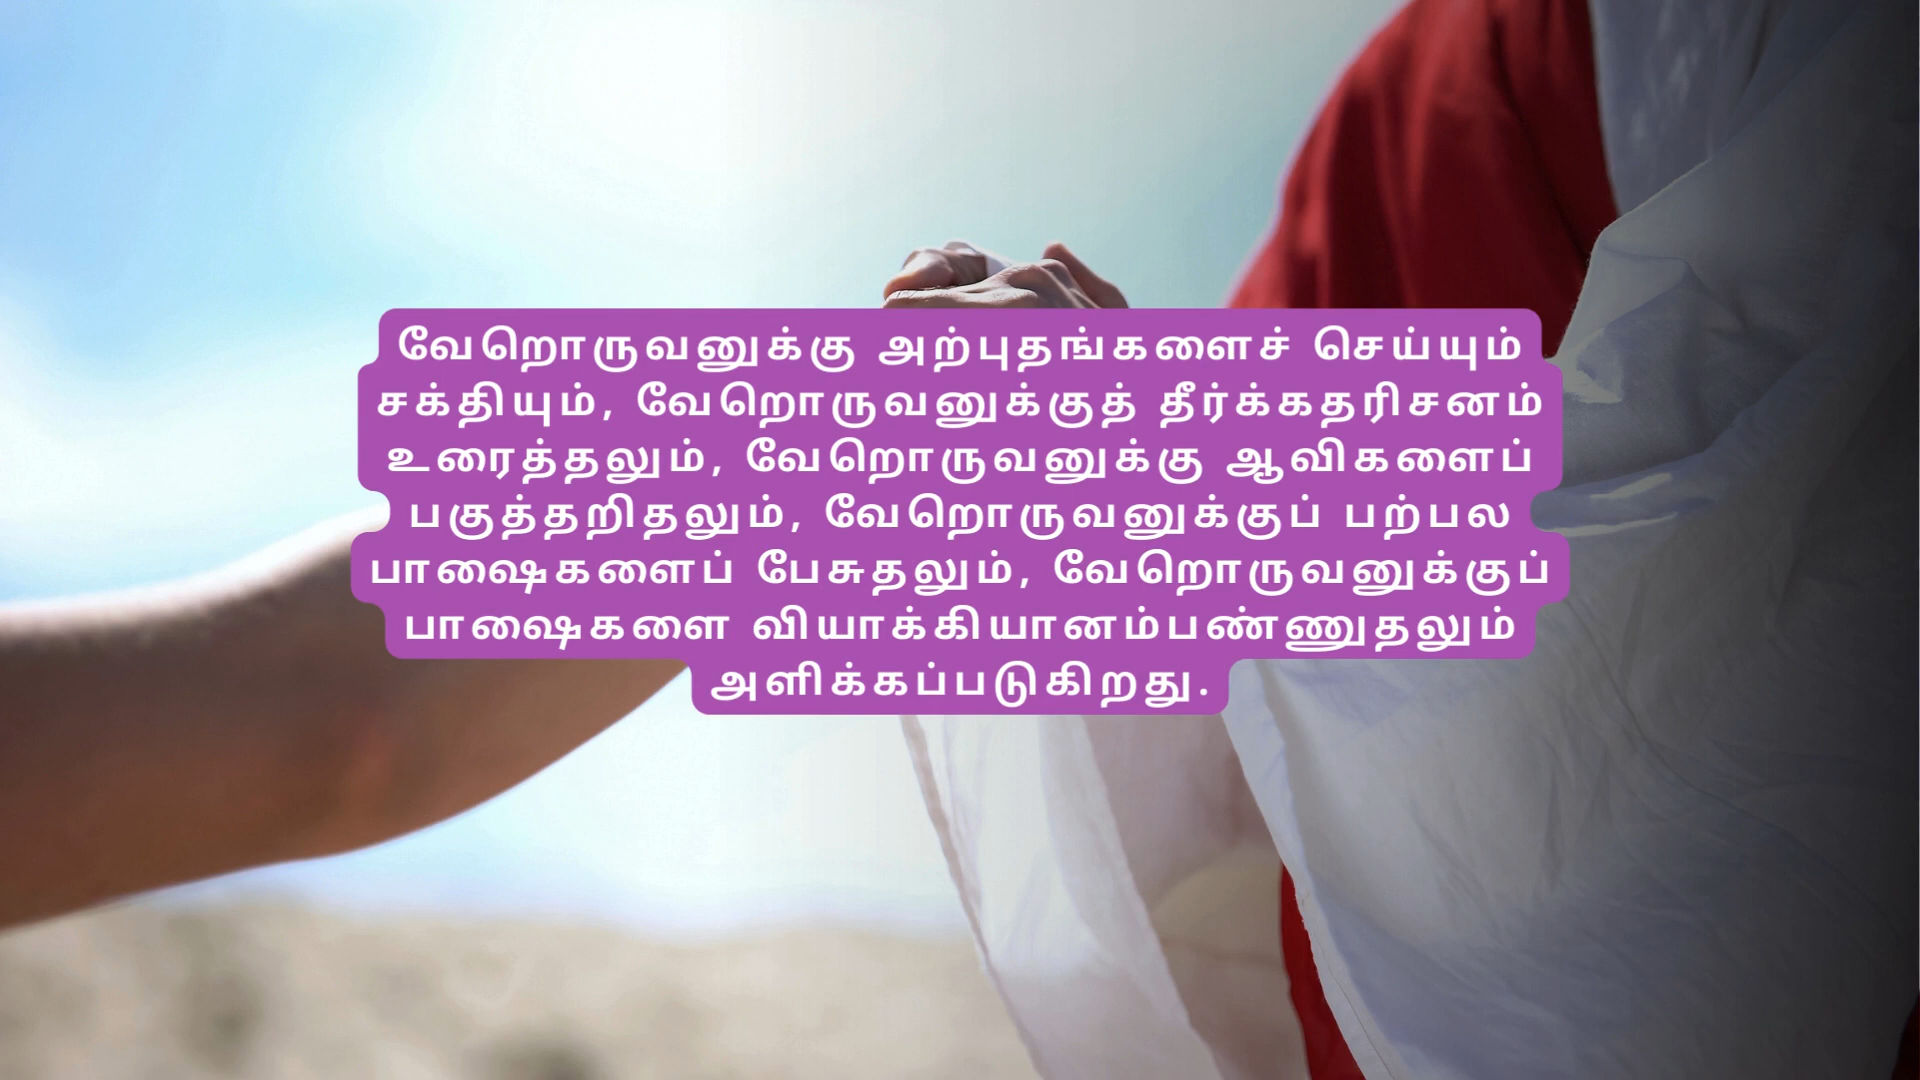 வேறொருவனுக்கு அற்புதங்களைச் செய்யும்
சக்தியும், வேறொருவனுக்குத் தீர்க்கதரிசனம்
உரைத்தலும், வேறொருவனுக்கு ஆவிகளைப்
பகுத்தறிதலும், வேறொருவனுக்குப் பற்பல
பாஷைகளைப் பேசுதலும், வேறொருவனுக்குப்
பாஷைகளை வியாக்கியானம்பண்ணுதலும்
அளிக்கப்படுகிறது.